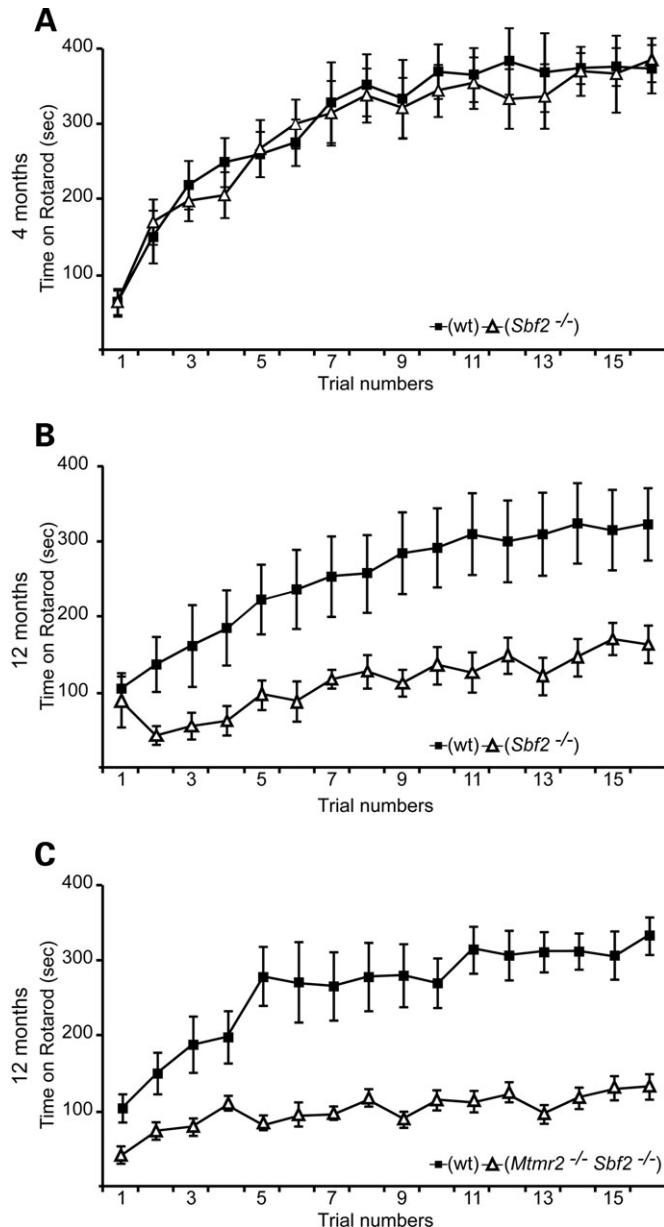 A
400
300
200
100
4 months
Time on Rotarod (sec)
(wt) (Sbf2 -/-)
1 3 5 7 9 11 13 15
Trial numbers
B
400
300
200
100
12 months
Time on Rotarod (sec)
(wt) (Sbf2 -/-)
1 3 5 7 9 11 13 15
Trial numbers
C
400
300
200
100
12 months
Time on Rotarod (sec)
(wt) (Mtmr2 -/- Sbf2 -/-)
1 3 5 7 9 11 13 15
Trial numbers